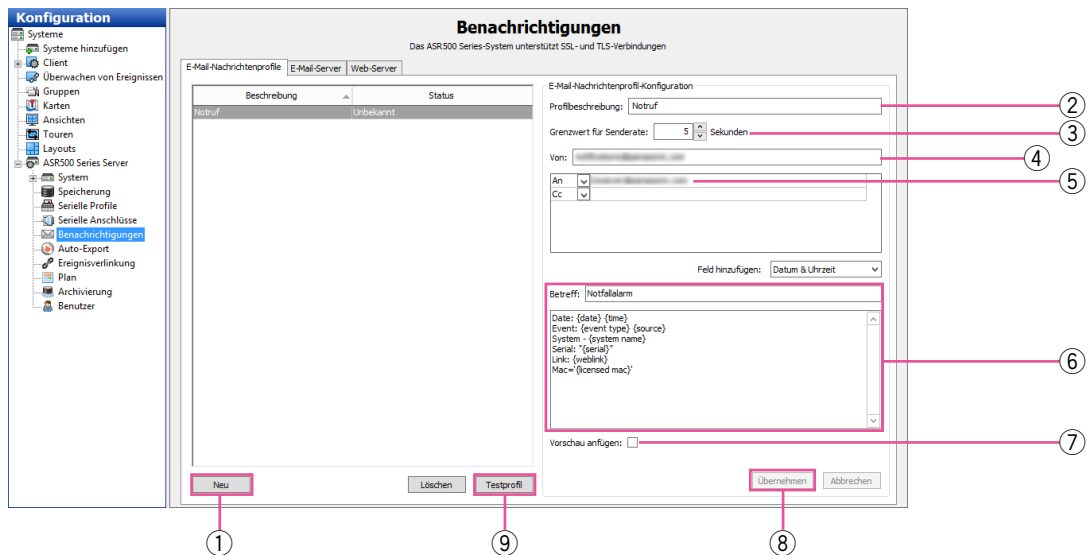 Konfiguration
Systeme
Systeme hinzufügen
Client
Überwachen von Ereignissen
Gruppen
Karten
Ansichten
Touren
Layouts
ASR500 Series Server
System
Speicherung
Serielle Profile
Serielle Anschlüsse
Benachrichtigungen
Auto-Export
Ereignisverlinkung
Plan
Archivierung
Benutzer
Benachrichtigungen
Das ASR500 Series-System unterstützt SSL- und TLS-Verbindungen
E-Mail-Nachrichtenprofile E-Mail-Server Web-Server
Beschreibung Status
Notruf Unbekannt
Neu Löschen Testprofil
E-Mail-Nachrichtenprofil-Konfiguration
Profilbeschreibung: Notruf
Grenzwert für Senderate: 5 Sekunden
Von:
An
Cc
Feld hinzufügen: Datum & Uhrzeit
Betreff: Notfallalarm
Date: {date} {time}
Event: {event type} {source}
System - {system name}
Serial: "{serial}"
Link: {weblink}
Mac='{licensed mac}'
Vorschau anfügen:
Übernehmen Abbrechen
②
③
④
⑤
⑥
⑦
① ⑨ ⑧